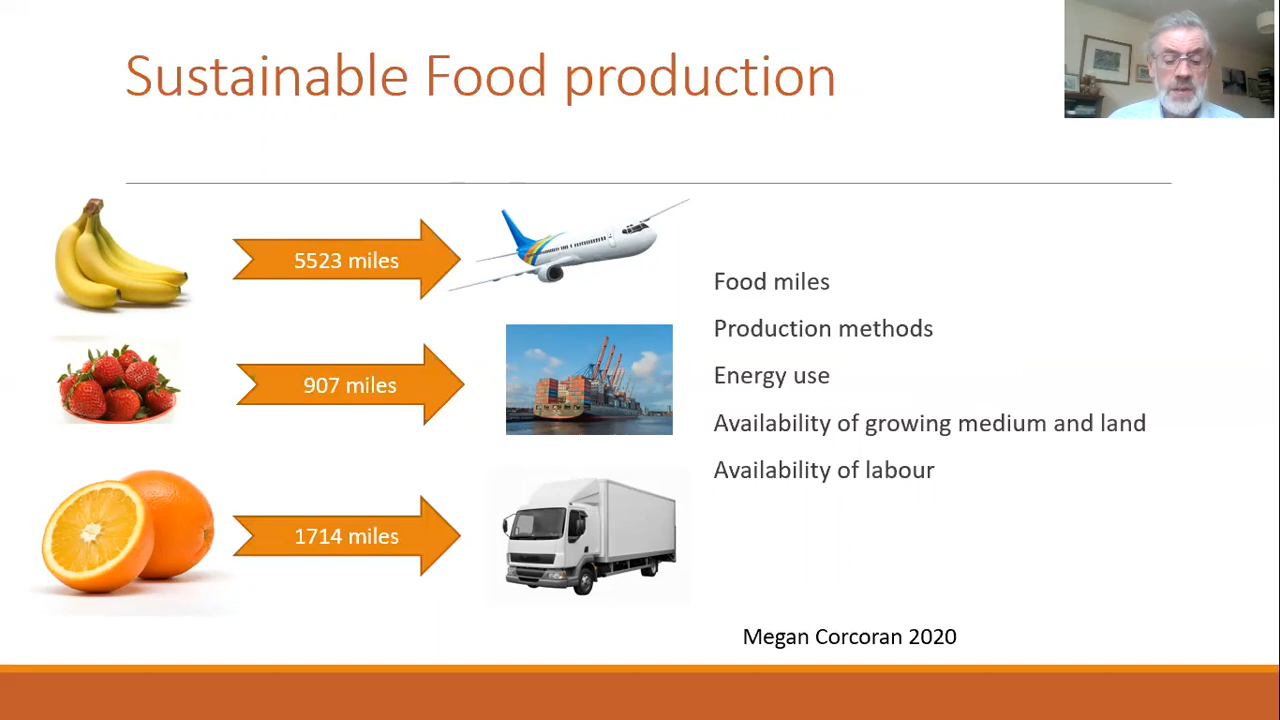 Sustainable Food production
5523 miles
907 miles
1714 miles
Food miles
Production methods
Energy use
Availability of growing medium and land
Availability of labour
Megan Corcoran 2020